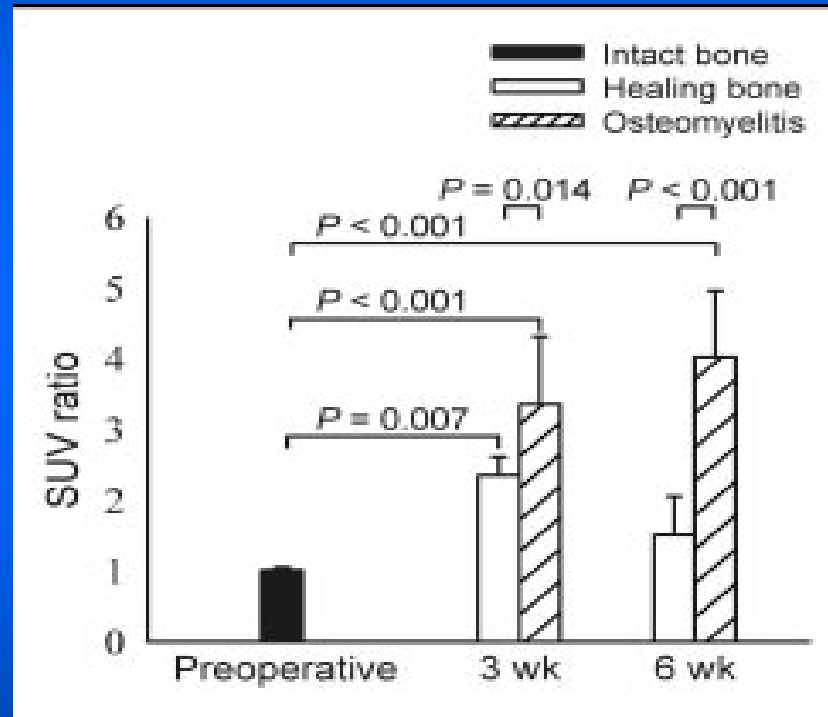 Intact bone
Healing bone
Osteomyelitis
P = 0.014 P < 0.001
P < 0.001
P < 0.001
P = 0.007
SUV ratio
6
5
4
3
2
1
0
Preoperative 3 wk 6 wk